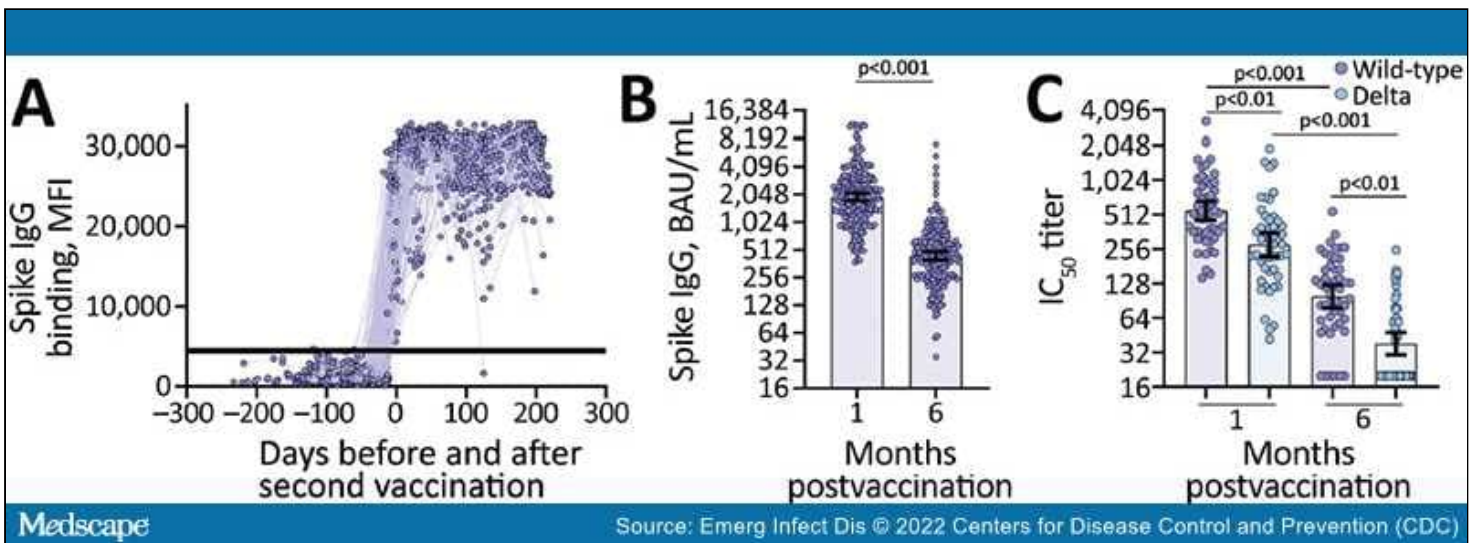 A
Spike IgG
binding, MFI
30,000
20,000
10,000
0
−300
−200
−100
0
100
200
300
Days before and after
second vaccination
B
p<0.001
Spike IgG, BAU/mL
16,384
8,192
4,096
2,048
1,024
512
256
128
64
32
16
1
6
Months
postvaccination
C
p<0.001
Wild-type
p<0.01
Delta
p<0.001
p<0.01
IC50 titer
4,096
2,048
1,024
512
256
128
64
32
16
1
6
Months
postvaccination
Medscape
Source: Emerg Infect Dis © 2022 Centers for Disease Control and Prevention (CDC)